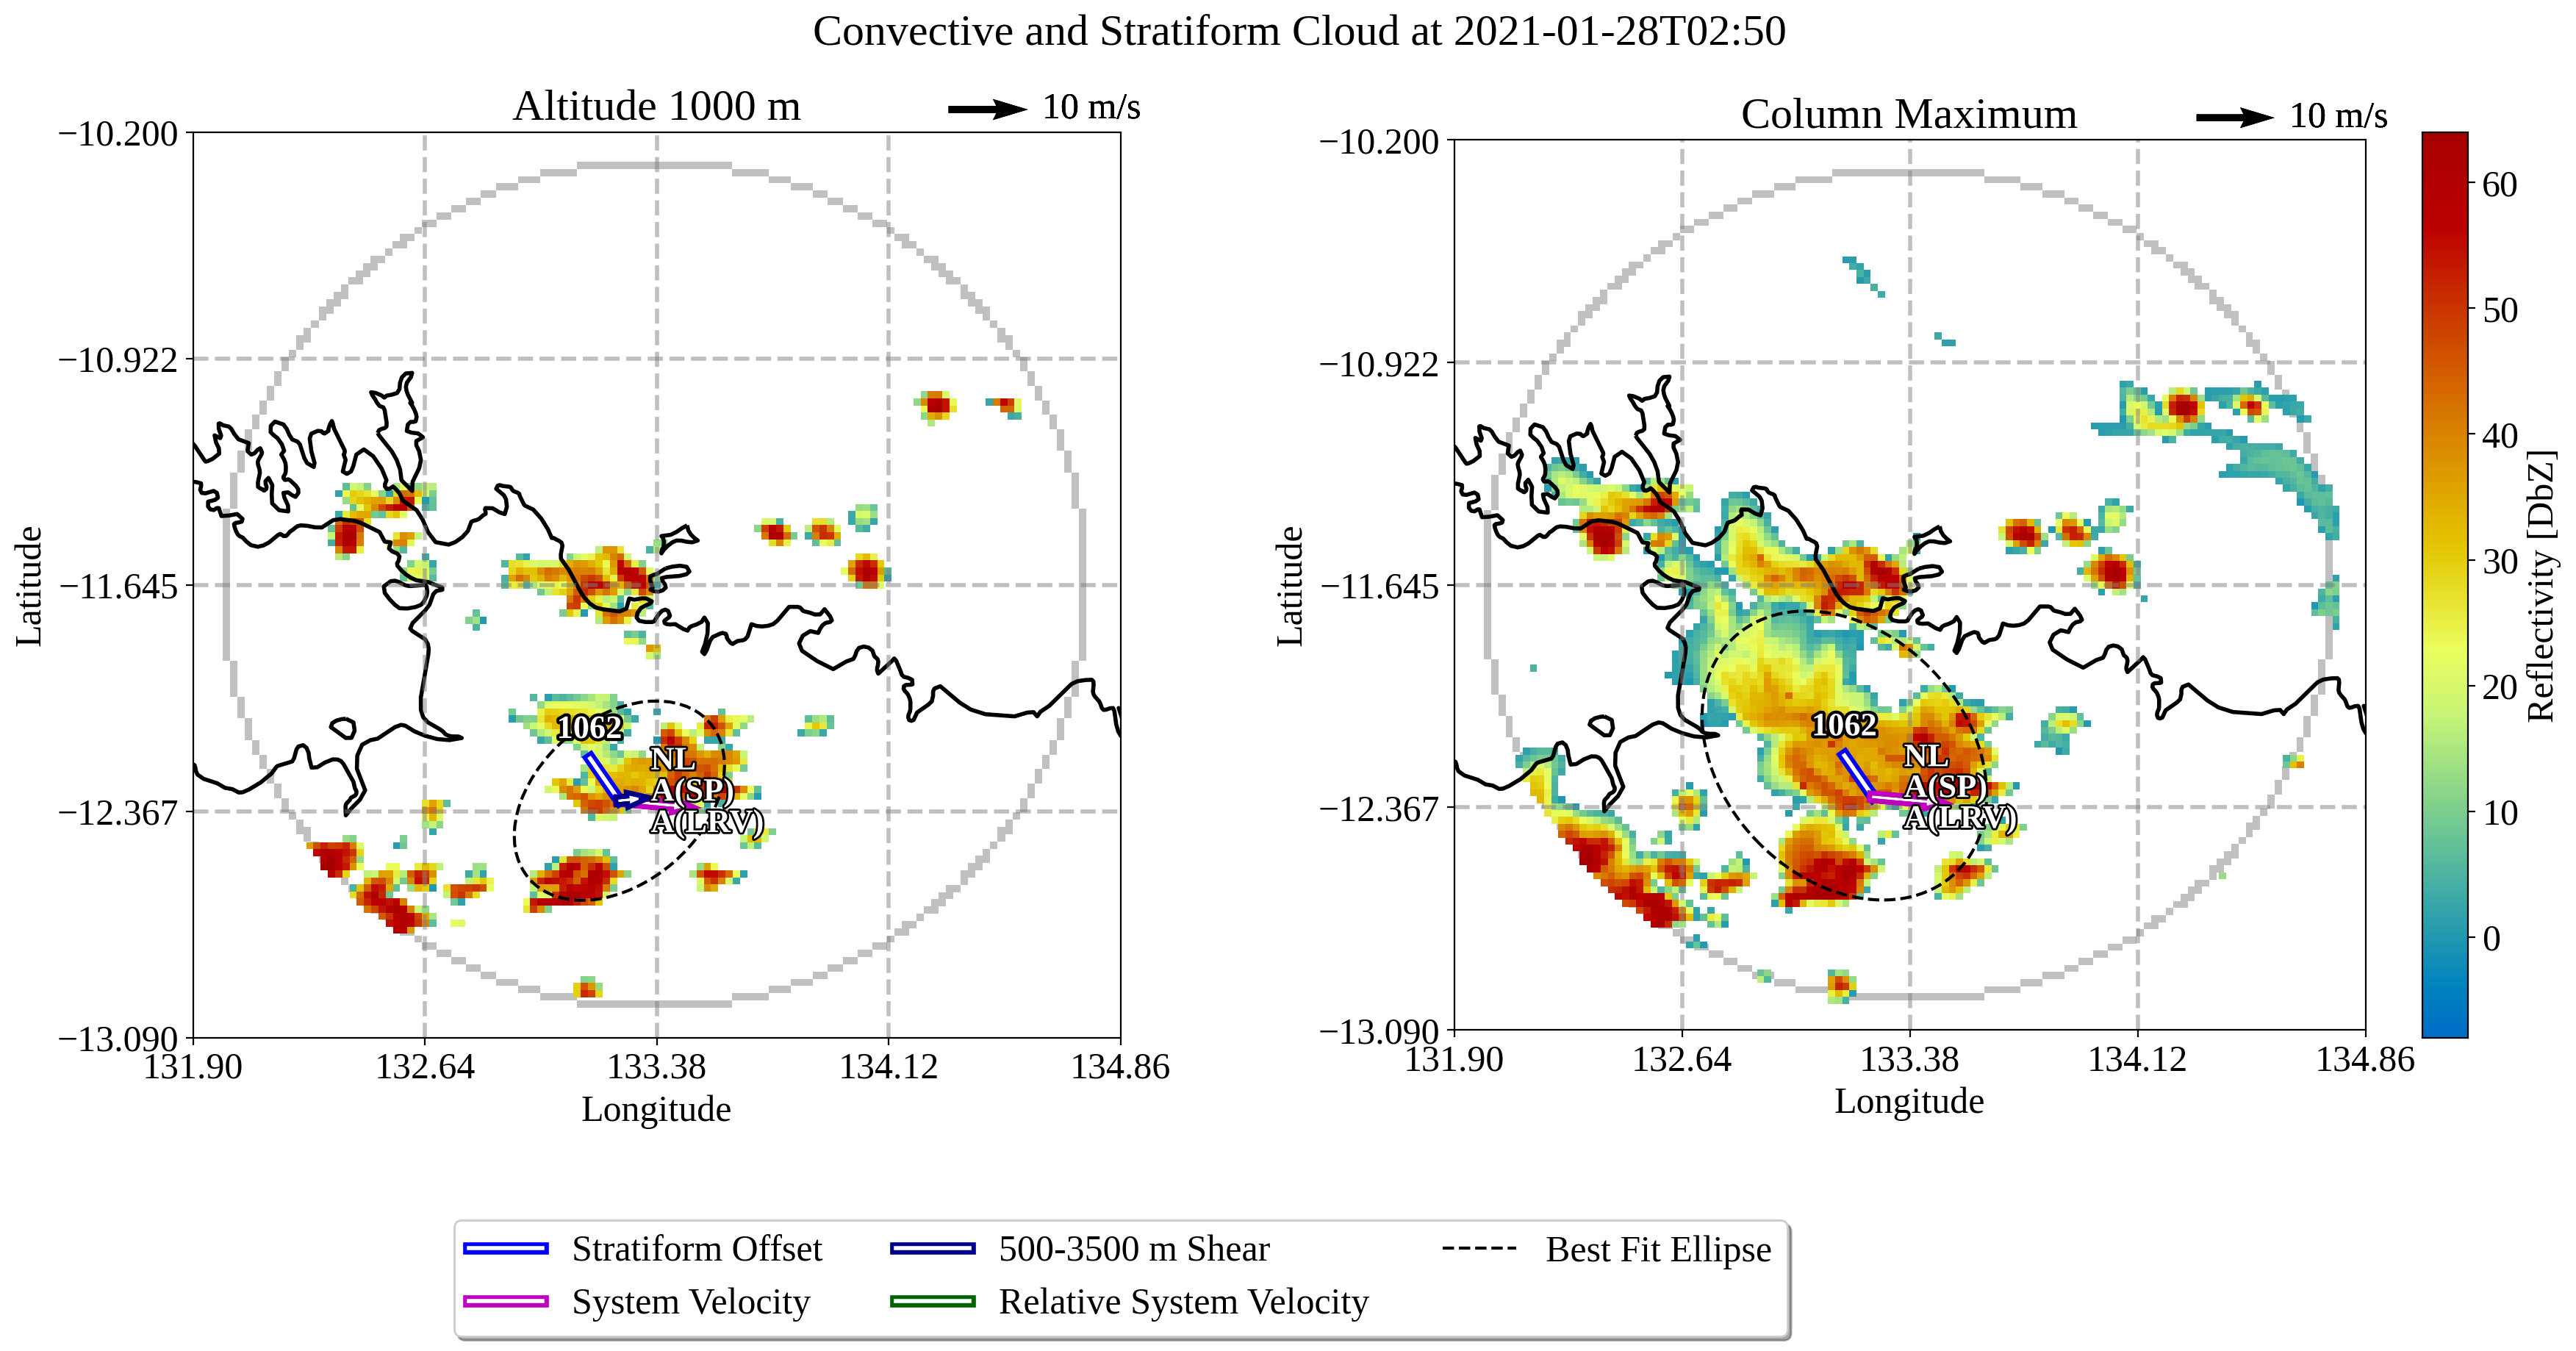 Convective and Stratiform Cloud at 2021-01-28T02:50
Altitude 1000 m
10 m/s
−10.200
−10.922
−11.645
−12.367
−13.090
Latitude
131.90
132.64
133.38
134.12
134.86
Longitude
1062
NL
A(SP)
A(LRV)
Column Maximum
10 m/s
−10.200
−10.922
−11.645
−12.367
−13.090
Latitude
131.90
132.64
133.38
134.12
134.86
Longitude
1062
NL
A(SP)
A(LRV)
60
50
40
30
20
10
0
Reflectivity [DbZ]
Stratiform Offset
System Velocity
500-3500 m Shear
Relative System Velocity
Best Fit Ellipse